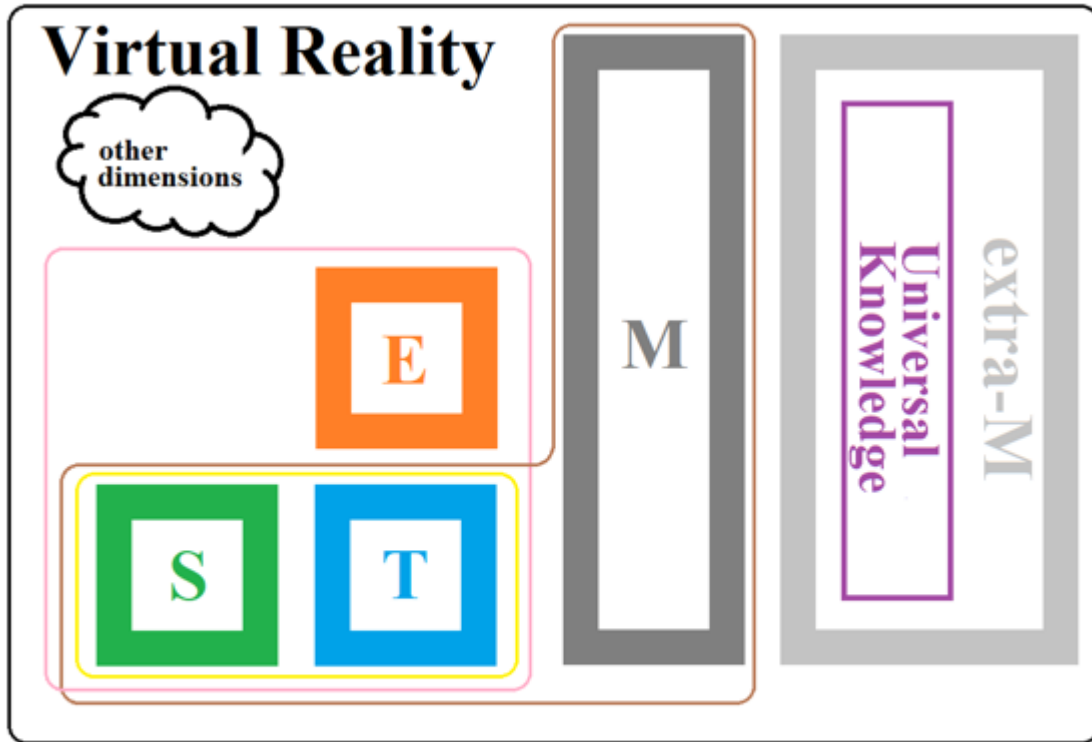 Virtual Reality
other
dimensions
E
M
Universal
Knowledge
extra-M
S
T